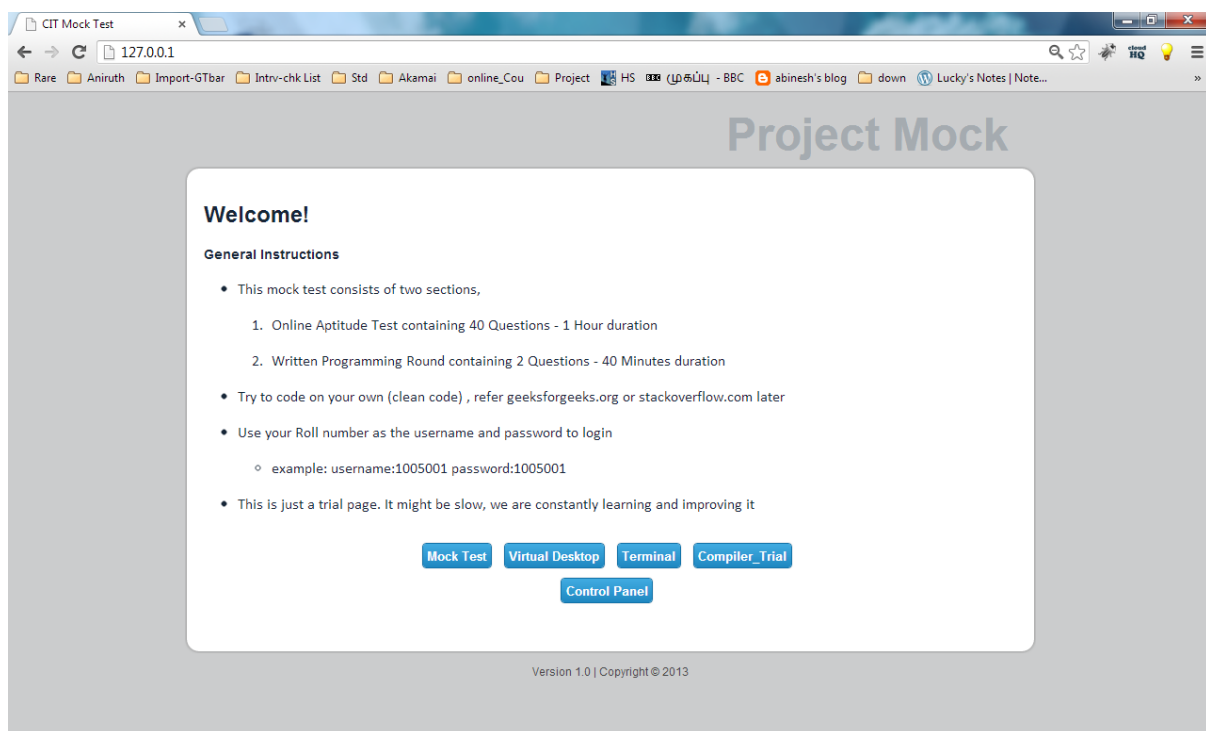 CIT Mock Test
127.0.0.1
cloud HQ
Rare Aniruth Import-GTbar Intrv-chk List Std Akamai online_Cou Project HS BBC முகப்பு - BBC abinesh's blog down Lucky's Notes | Note... »
Project Mock
Welcome!
General Instructions
• This mock test consists of two sections,
1. Online Aptitude Test containing 40 Questions - 1 Hour duration
2. Written Programming Round containing 2 Questions - 40 Minutes duration
• Try to code on your own (clean code) , refer geeksforgeeks.org or stackoverflow.com later
• Use your Roll number as the username and password to login
◦ example: username:1005001 password:1005001
• This is just a trial page. It might be slow, we are constantly learning and improving it
Mock Test Virtual Desktop Terminal Compiler_Trial
Control Panel
Version 1.0 | Copyright © 2013